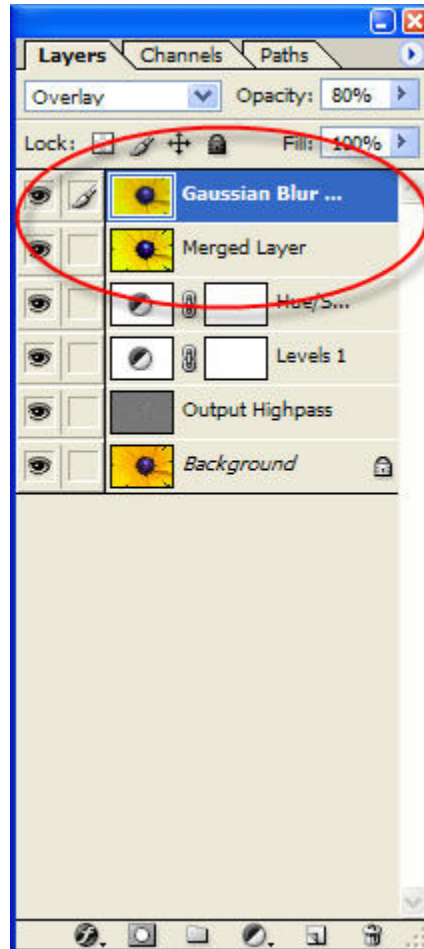 Layers Channels Paths
Overlay Opacity: 80%
Lock: Fill: 100%
Gaussian Blur ...
Merged Layer
Hue/S...
Levels 1
Output Highpass
Background